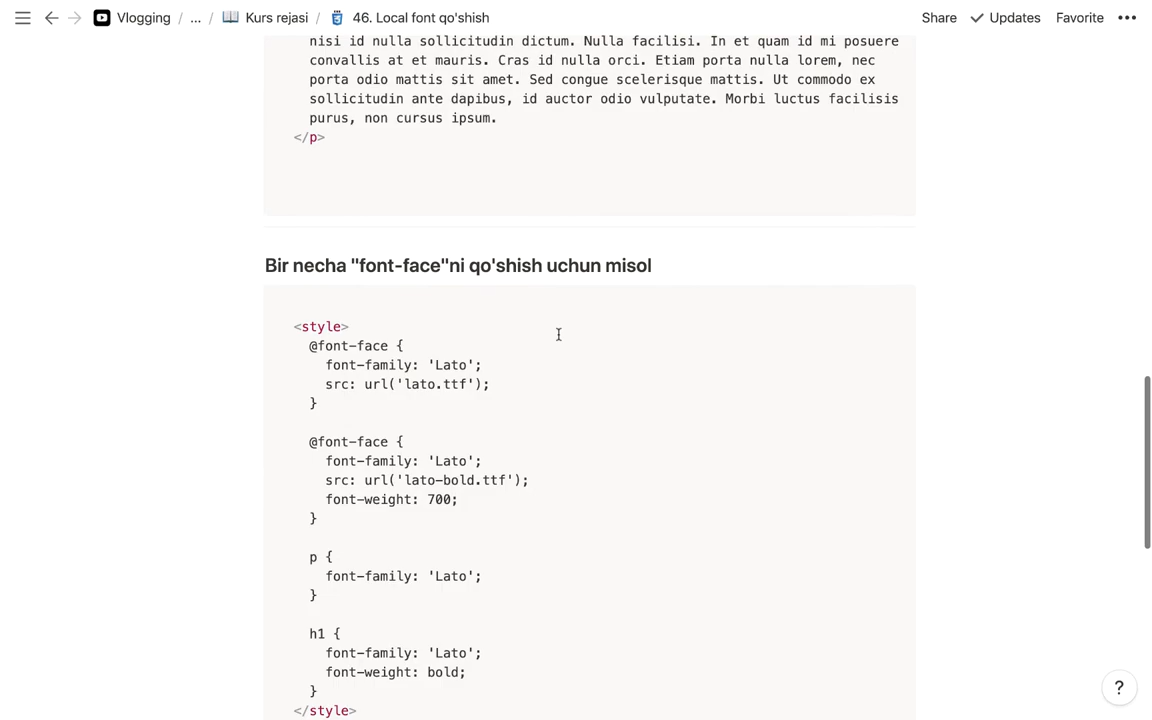 Vlogging / ... / Kurs rejasi / 46. Local font qo'shish Share Updates Favorite
nisi id nulla sollicitudin dictum. Nulla facilisi. In et quam id mi posuere
convallis at et mauris. Cras id nulla orci. Etiam porta nulla lorem, nec
porta odio mattis sit amet. Sed congue scelerisque mattis. Ut commodo ex
sollicitudin ante dapibus, id auctor odio vulputate. Morbi luctus facilisis
purus, non cursus ipsum.
</p>
Bir necha "font-face"ni qo'shish uchun misol
<style>
@font-face {
font-family: 'Lato';
src: url('lato.ttf');
}
@font-face {
font-family: 'Lato';
src: url('lato-bold.ttf');
font-weight: 700;
}
p {
font-family: 'Lato';
}
h1 {
font-family: 'Lato';
font-weight: bold;
}
</style>
?